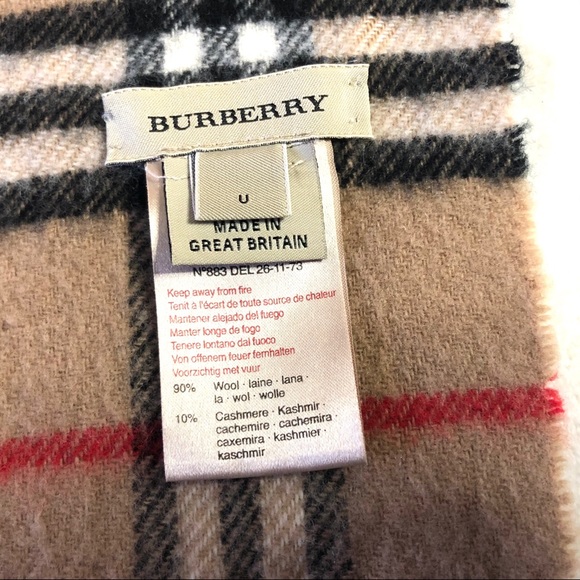 BURBERRY
U
MADE IN
GREAT BRITAIN
Nº883 DEL 26-11-73
Keep away from fire
Tenit à l'écart de toute source de chaleur
Mantener alejado del fuego
Manter longe de fogo
Tenere lontano dal fuoco
Von offenem feuer fernhalten
Voorzichtig met vuur
90% Wool · laine · lana ·
la · wol · wolle
10% Cashmere · Kashmir ·
cachemire · cachemira ·
caxemira · kashmier ·
kaschmir